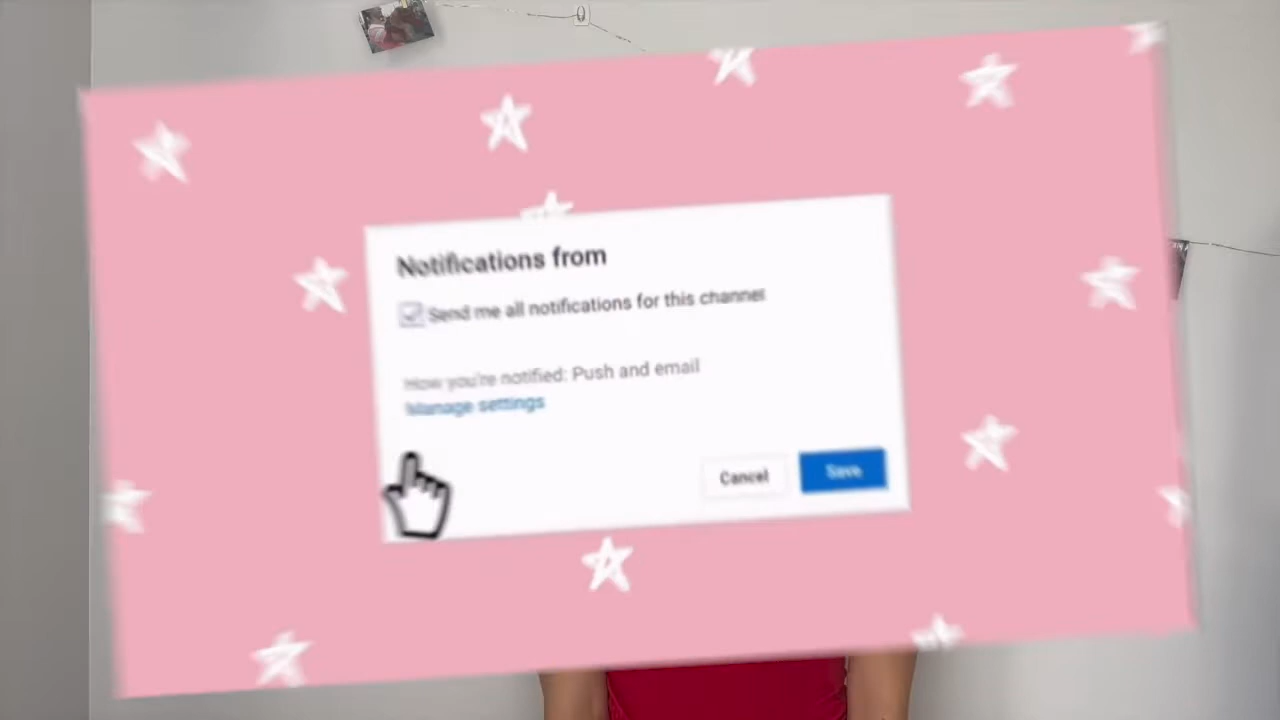 Notifications from
Send me all notifications for this channel
How you're notified: Push and email
Manage settings
Cancel
Save